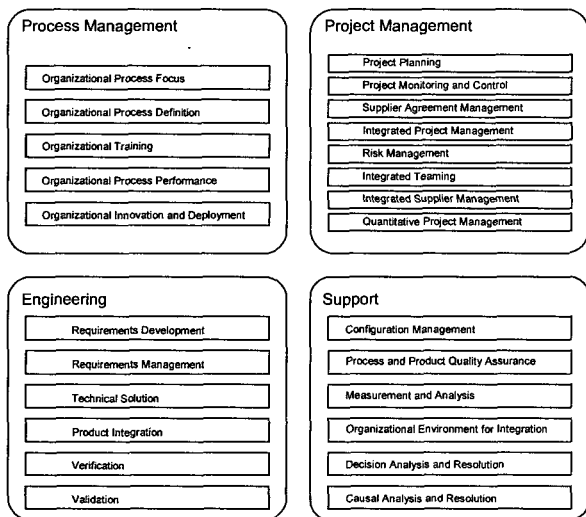 Process Management
Organizational Process Focus
Organizational Process Definition
Organizational Training
Organizational Process Performance
Organizational Innovation and Deployment
Project Management
Project Planning
Project Monitoring and Control
Supplier Agreement Management
Integrated Project Management
Risk Management
Integrated Teaming
Integrated Supplier Management
Quantitative Project Management
Engineering
Requirements Development
Requirements Management
Technical Solution
Product Integration
Verification
Validation
Support
Configuration Management
Process and Product Quality Assurance
Measurement and Analysis
Organizational Environment for Integration
Decision Analysis and Resolution
Causal Analysis and Resolution